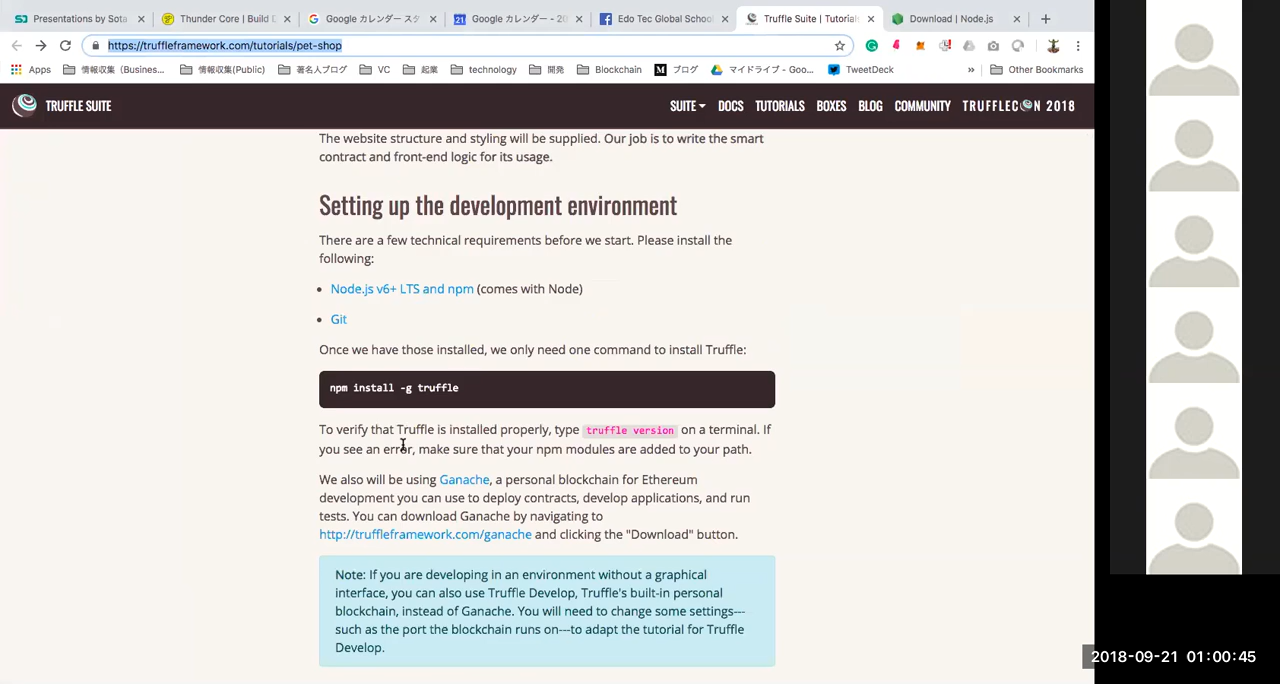 Presentations by Sota
Thunder Core | Build D
Google カレンダー ステ
Google カレンダー - 20
Edo Tec Global School
Truffle Suite | Tutorials
Download | Node.js
https://truffleframework.com/tutorials/pet-shop
Apps
情報収集 (Busines...
情報収集(Public)
著名人ブログ
VC
起業
technology
開発
Blockchain
ブログ
マイドライブ - Goo...
TweetDeck
»
Other Bookmarks
TRUFFLE SUITE
SUITE
DOCS
TUTORIALS
BOXES
BLOG
COMMUNITY
TRUFFLECON 2018
The website structure and styling will be supplied. Our job is to write the smart
contract and front-end logic for its usage.
Setting up the development environment
There are a few technical requirements before we start. Please install the
following:
• Node.js v6+ LTS and npm (comes with Node)
• Git
Once we have those installed, we only need one command to install Truffle:
npm install -g truffle
To verify that Truffle is installed properly, type truffle version on a terminal. If
you see an error, make sure that your npm modules are added to your path.
We also will be using Ganache, a personal blockchain for Ethereum
development you can use to deploy contracts, develop applications, and run
tests. You can download Ganache by navigating to
http://truffleframework.com/ganache and clicking the "Download" button.
Note: If you are developing in an environment without a graphical
interface, you can also use Truffle Develop, Truffle's built-in personal
blockchain, instead of Ganache. You will need to change some settings---
such as the port the blockchain runs on---to adapt the tutorial for Truffle
Develop.
2018-09-21 01:00:45